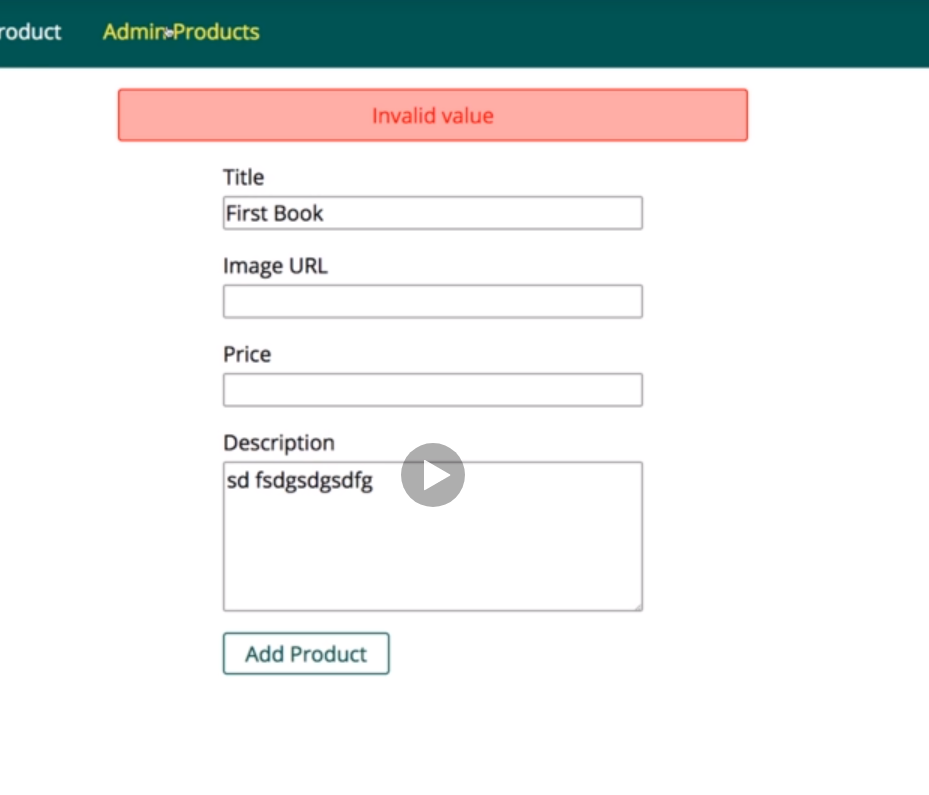 roduct Admin Products
Invalid value
Title
First Book
Image URL
Price
Description
sd fsdgsdgsdfg
Add Product